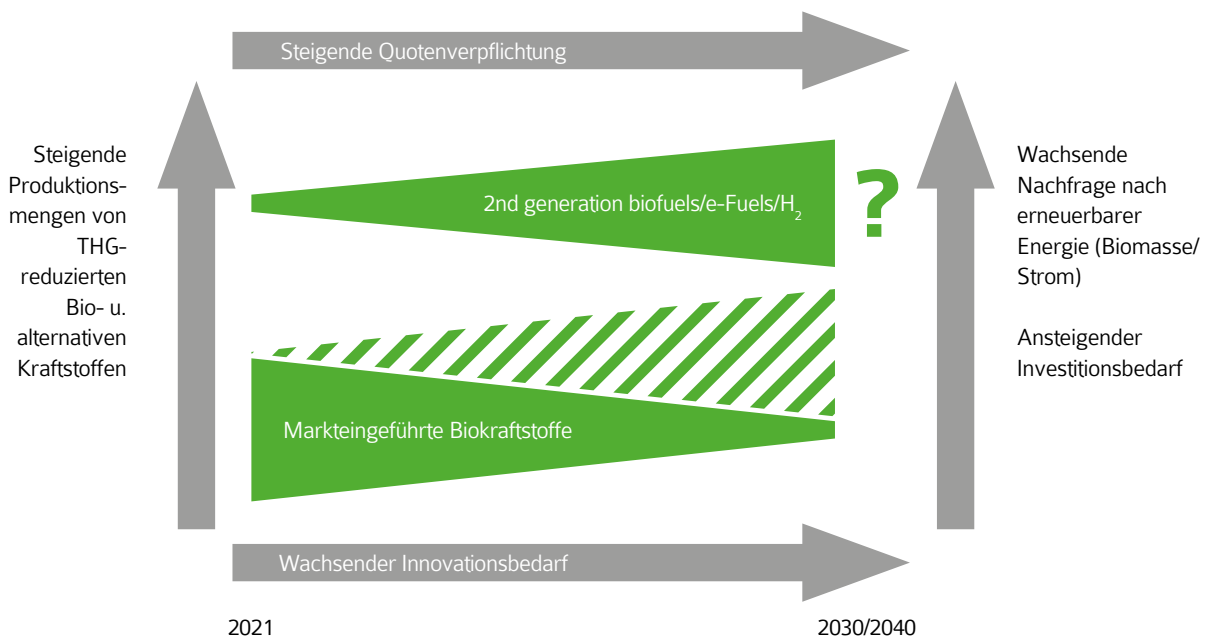 Steigende Quotenverpflichtung
Steigende
Produktions-
mengen von
THG-
reduzierten
Bio- u.
alternativen
Kraftstoffen
2nd generation biofuels/e-Fuels/H₂
?
Markteingeführte Biokraftstoffe
Wachsende
Nachfrage nach
erneuerbarer
Energie (Biomasse/
Strom)
Ansteigender
Investitionsbedarf
Wachsender Innovationsbedarf
2021
2030/2040